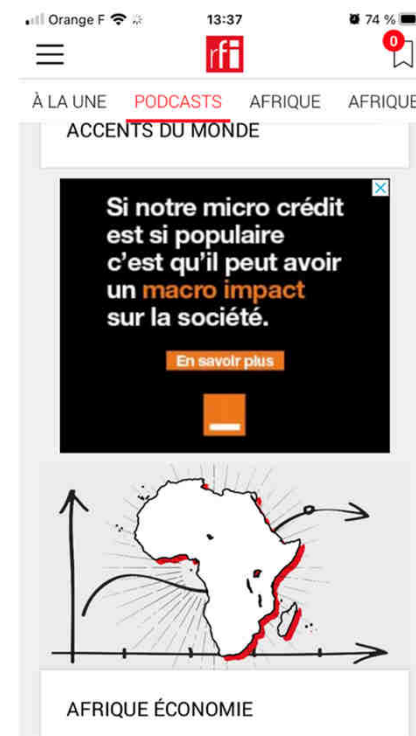 Orange F 13:37 74 %
0
rfi
À LA UNE PODCASTS AFRIQUE AFRIQUE
ACCENTS DU MONDE
Si notre micro crédit
est si populaire
c'est qu'il peut avoir
un macro impact
sur la société.
En savoir plus
AFRIQUE ÉCONOMIE